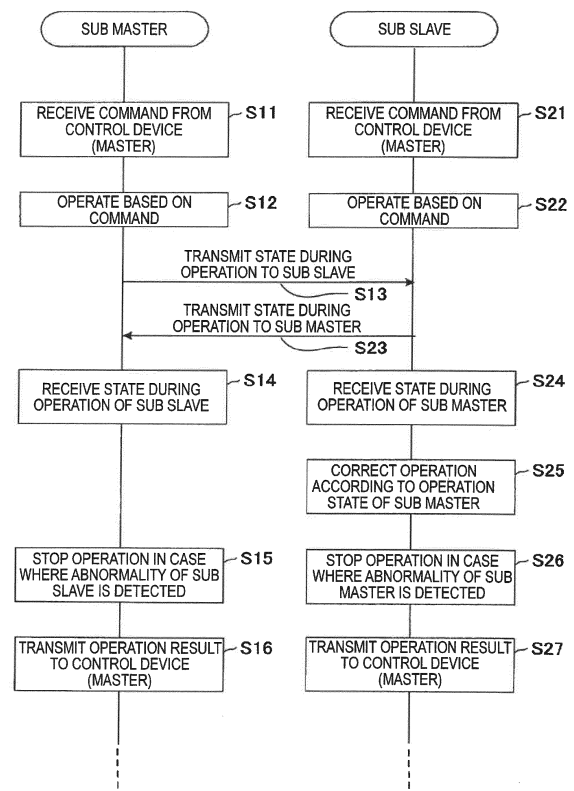 SUB MASTER
SUB SLAVE
RECEIVE COMMAND FROM
CONTROL DEVICE
(MASTER)
S11
RECEIVE COMMAND FROM
CONTROL DEVICE
(MASTER)
S21
OPERATE BASED ON
COMMAND
S12
OPERATE BASED ON
COMMAND
S22
TRANSMIT STATE DURING
OPERATION TO SUB SLAVE
S13
TRANSMIT STATE DURING
OPERATION TO SUB MASTER
S23
RECEIVE STATE DURING
OPERATION OF SUB SLAVE
S14
RECEIVE STATE DURING
OPERATION OF SUB MASTER
S24
CORRECT OPERATION
ACCORDING TO OPERATION
STATE OF SUB MASTER
S25
STOP OPERATION IN CASE
WHERE ABNORMALITY OF SUB
SLAVE IS DETECTED
S15
STOP OPERATION IN CASE
WHERE ABNORMALITY OF SUB
MASTER IS DETECTED
S26
TRANSMIT OPERATION RESULT
TO CONTROL DEVICE
(MASTER)
S16
TRANSMIT OPERATION RESULT
TO CONTROL DEVICE
(MASTER)
S27